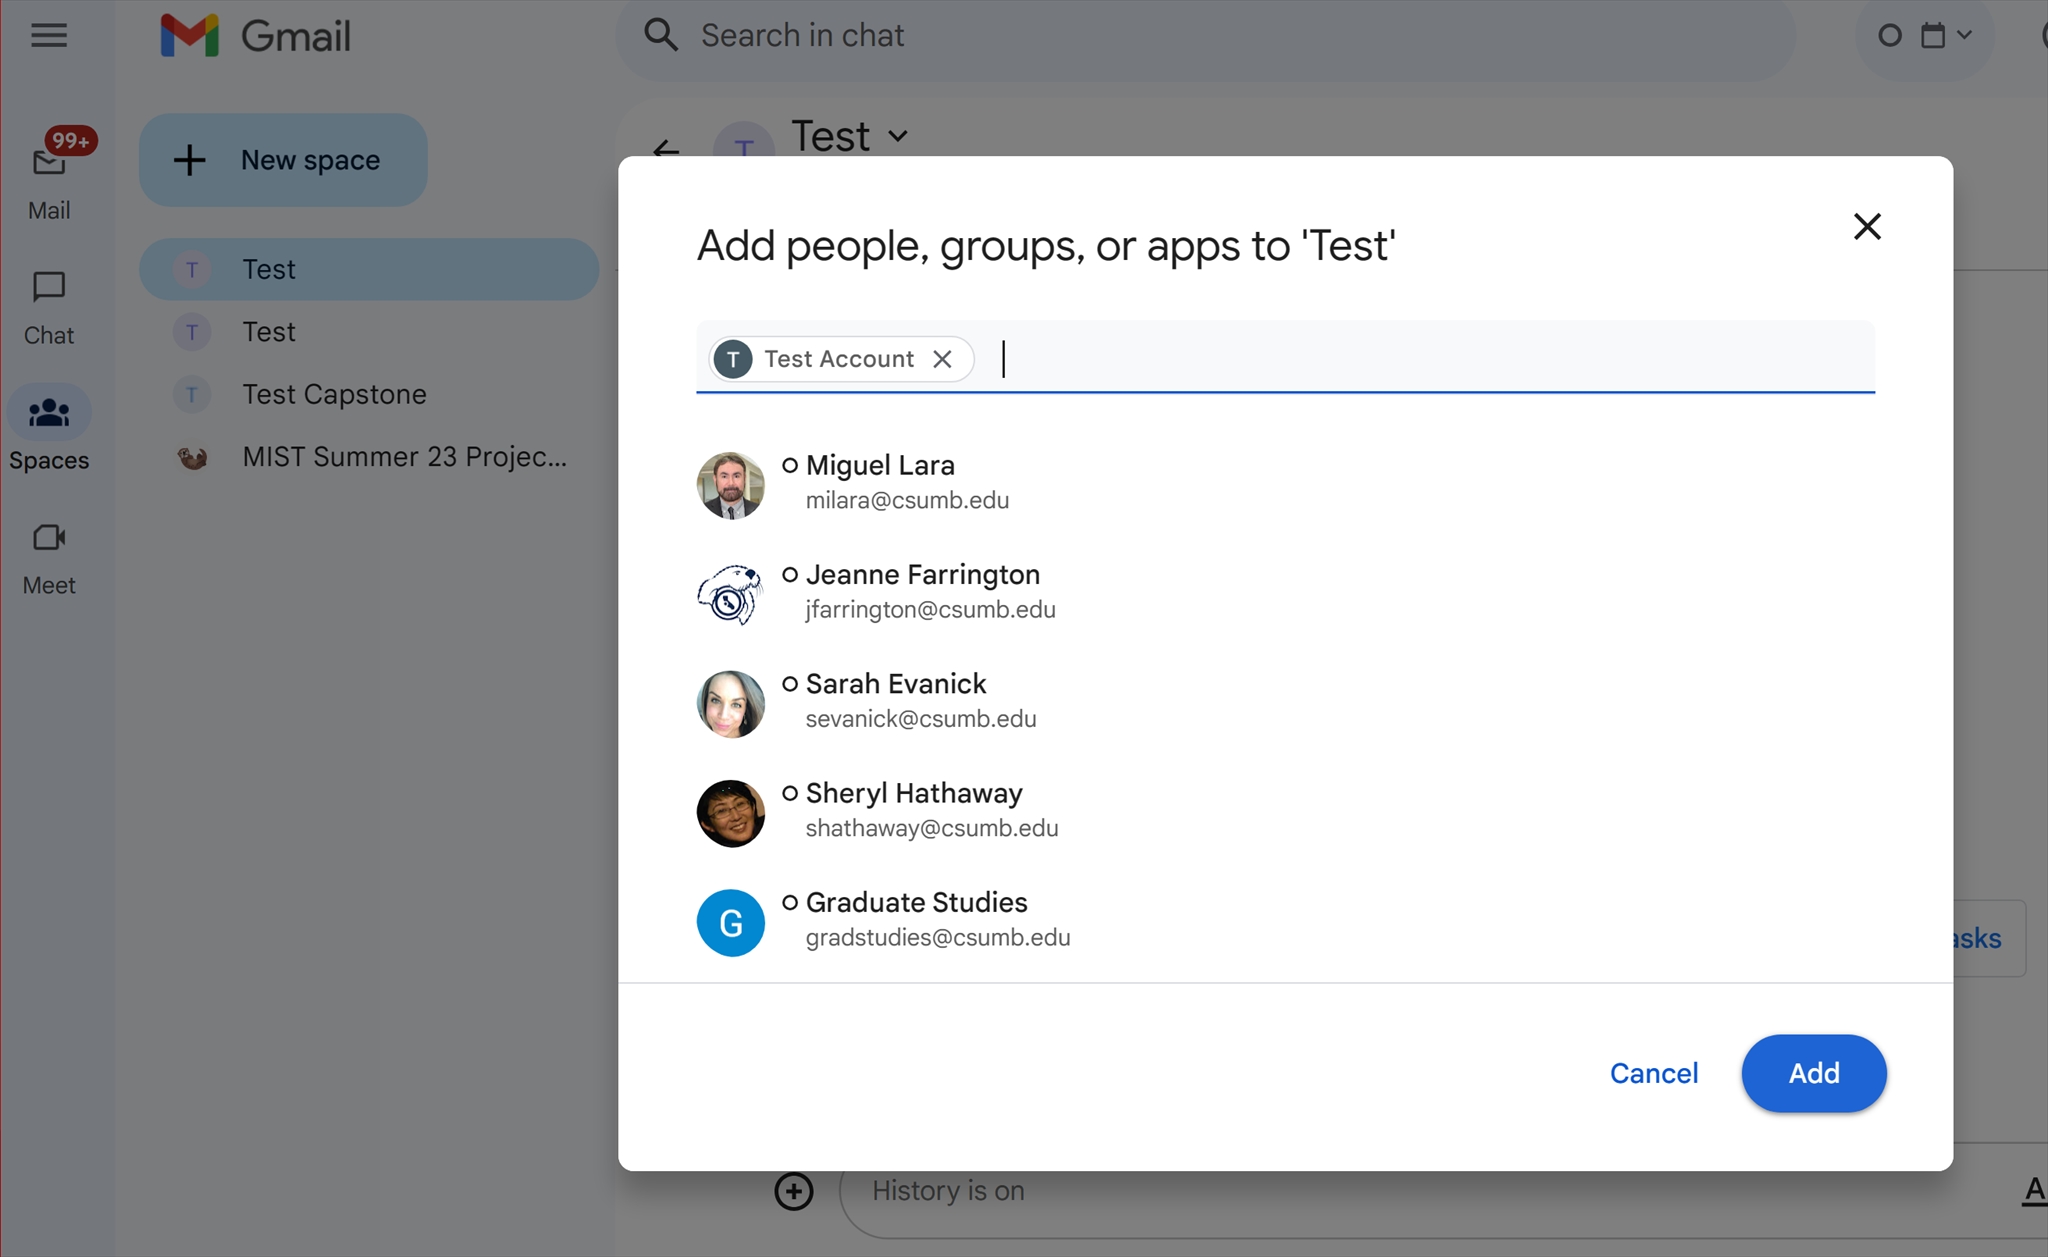 Gmail
Search in chat
99+
Mail
New space
T Test
T Test
Chat
T Test
T Test Capstone
Spaces
MIST Summer 23 Projec...
Meet
Add people, groups, or apps to 'Test'
T Test Account
Miguel Lara
milara@csumb.edu
Jeanne Farrington
jfarrington@csumb.edu
Sarah Evanick
sevanick@csumb.edu
Sheryl Hathaway
shathaway@csumb.edu
G Graduate Studies
gradstudies@csumb.edu
asks
Cancel
Add
History is on
A